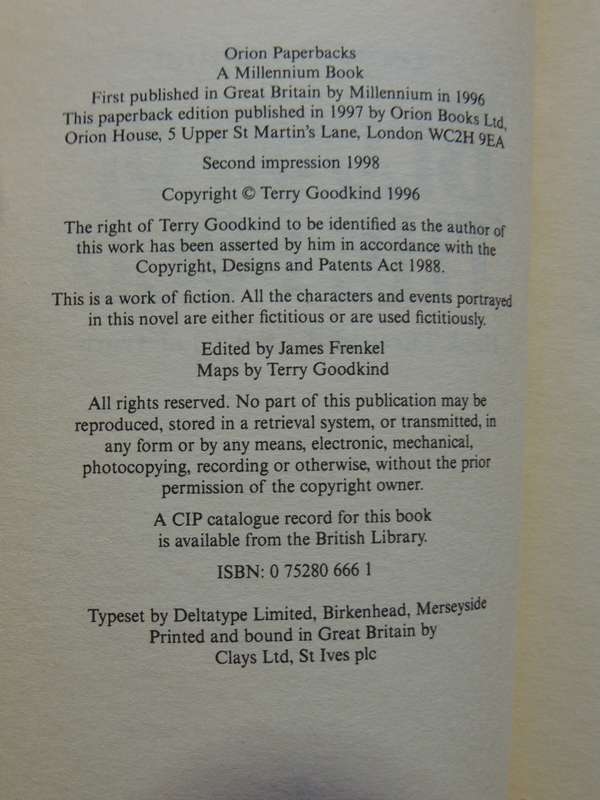 Orion Paperbacks
A Millennium Book
First published in Great Britain by Millennium in 1996
This paperback edition published in 1997 by Orion Books Ltd,
Orion House, 5 Upper St Martin's Lane, London WC2H 9EA
Second impression 1998
Copyright © Terry Goodkind 1996
The right of Terry Goodkind to be identified as the author of
this work has been asserted by him in accordance with the
Copyright, Designs and Patents Act 1988.
This is a work of fiction. All the characters and events portrayed
in this novel are either fictitious or are used fictitiously.
Edited by James Frenkel
Maps by Terry Goodkind
All rights reserved. No part of this publication may be
reproduced, stored in a retrieval system, or transmitted, in
any form or by any means, electronic, mechanical,
photocopying, recording or otherwise, without the prior
permission of the copyright owner.
A CIP catalogue record for this book
is available from the British Library.
ISBN: 0 75280 666 1
Typeset by Deltatype Limited, Birkenhead, Merseyside
Printed and bound in Great Britain by
Clays Ltd, St Ives plc